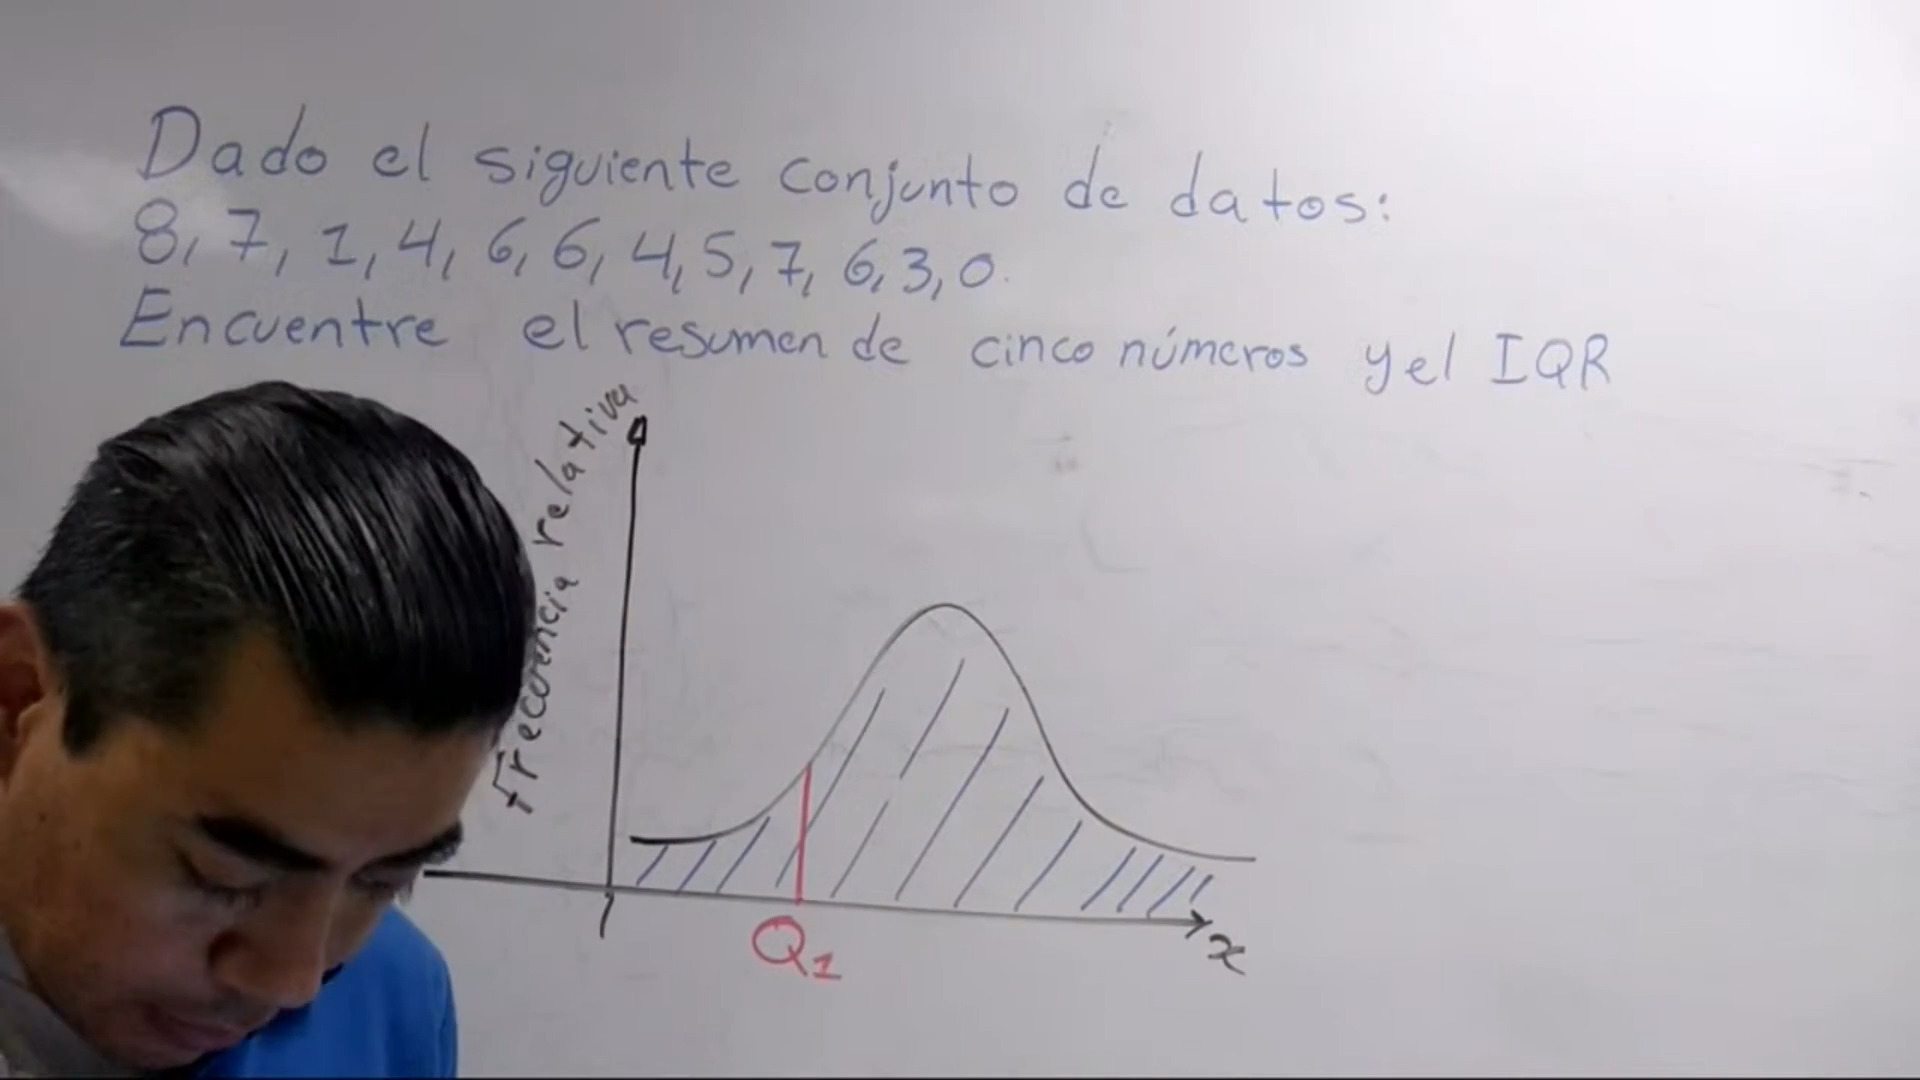 Dado el siguiente conjunto de datos:
8, 7, 1, 4, 6, 6, 4, 5, 7, 6, 3, 0.
Encuentre el resumen de cinco números y el IQR
frecuencia relativa
Q1
x